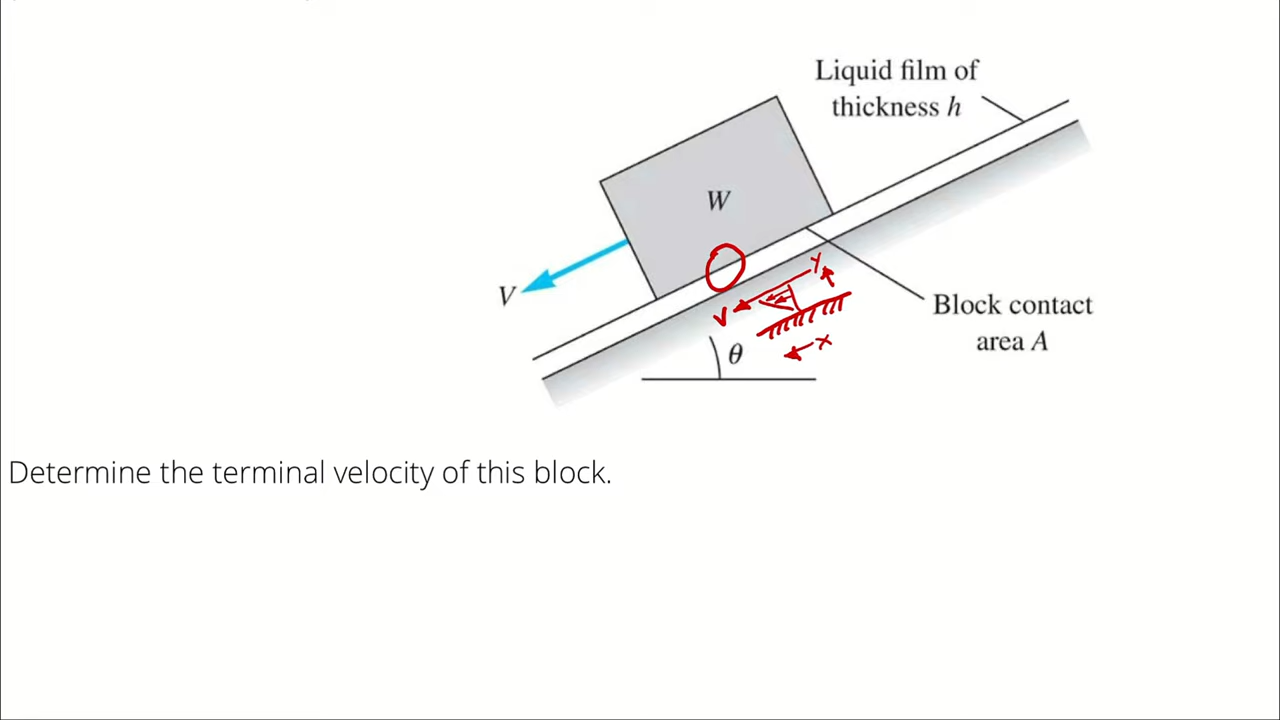 Liquid film of
thickness h
W
V
Y
V
x
θ
Block contact
area A
Determine the terminal velocity of this block.